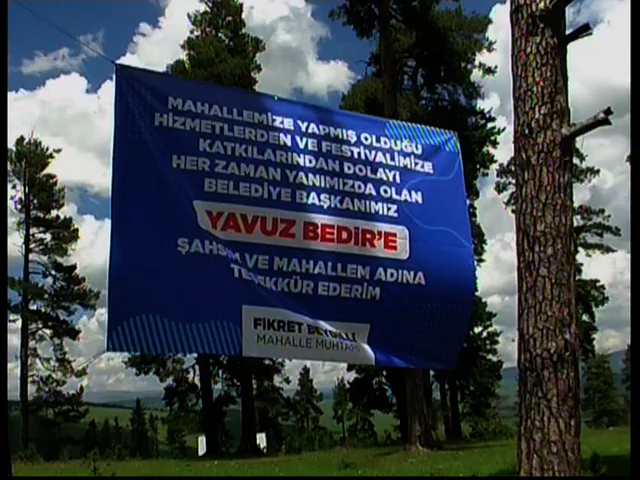 MAHALLEMİZE YAPMIŞ OLDUĞU
HİZMETLERDEN VE FESTİVALİMİZE
KATKILARINDAN DOLAYI
HER ZAMAN YANIMIZDA OLAN
BELEDİYE BAŞKANIMIZ
YAVUZ BEDİR'E
ŞAHSIM VE MAHALLEM ADINA
TEŞEKKÜR EDERİM
FİKRET
MAHALLE MUHTARI